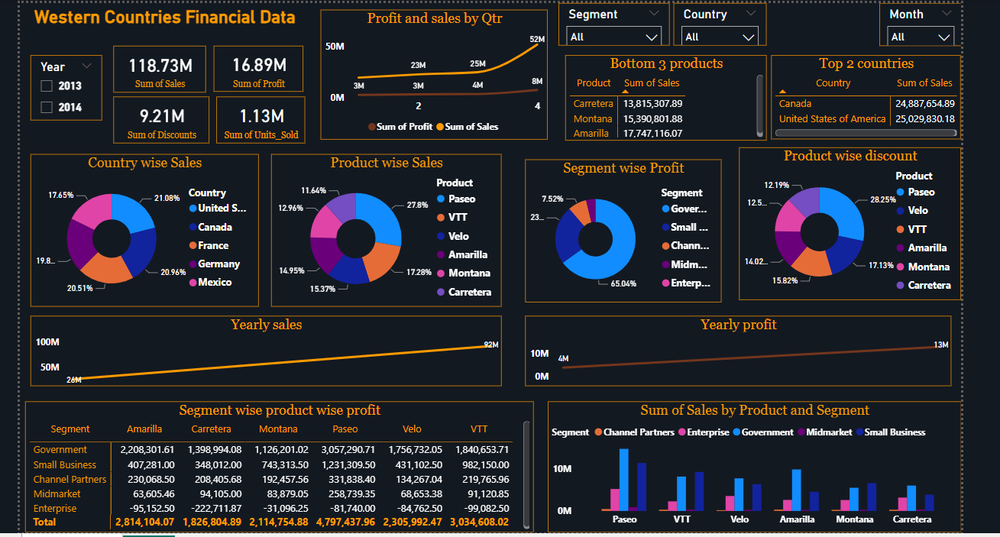 Western Countries Financial Data
Year
2013
2014
118.73M
Sum of Sales
16.89M
Sum of Profit
9.21M
Sum of Discounts
1.13M
Sum of Units_Sold
Profit and sales by Qtr
50M
0M
3M
23M
3M
25M
4M
52M
8M
2
4
Sum of Profit
Sum of Sales
Segment
All
Country
All
Month
All
Bottom 3 products
Product Sum of Sales
Carretera 13,815,307.89
Montana 15,390,801.88
Amarilla 17,747,116.07
Top 2 countries
Country Sum of Sales
Canada 24,887,654.89
United States of America 25,029,830.18
Country wise Sales
17.65%
21.08%
19.8...
20.96%
20.51%
Country
United S...
Canada
France
Germany
Mexico
Product wise Sales
11.64%
12.96%
27.8%
14.95%
17.28%
15.37%
Product
Paseo
VTT
Velo
Amarilla
Montana
Carretera
Segment wise Profit
7.52%
23...
65.04%
Segment
Gover...
Small ...
Chann...
Midm...
Enterp...
Product wise discount
12.19%
12.5...
28.25%
14.02...
17.13%
15.82%
Product
Paseo
Velo
VTT
Amarilla
Montana
Carretera
Yearly sales
100M
50M
26M
92M
Yearly profit
10M
0M
4M
13M
Segment wise product wise profit
Segment Amarilla Carretera Montana Paseo Velo VTT
Government 2,208,301.61 1,398,994.08 1,126,201.02 3,057,290.71 1,756,732.05 1,840,653.71
Small Business 407,281.00 348,012.00 743,313.50 1,231,309.50 431,102.50 982,150.00
Channel Partners 230,068.50 208,405.68 192,457.56 331,838.40 134,267.04 219,765.96
Midmarket 63,605.46 94,105.00 83,879.05 258,739.35 68,653.38 91,120.85
Enterprise -95,152.50 -222,711.87 -31,096.25 -81,740.00 -84,762.50 -99,082.50
Total 2,814,104.07 1,826,804.89 2,114,754.88 4,797,437.96 2,305,992.47 3,034,608.02
Sum of Sales by Product and Segment
Segment Channel Partners Enterprise Government Midmarket Small Business
10M
0M
Paseo VTT Velo Amarilla Montana Carretera